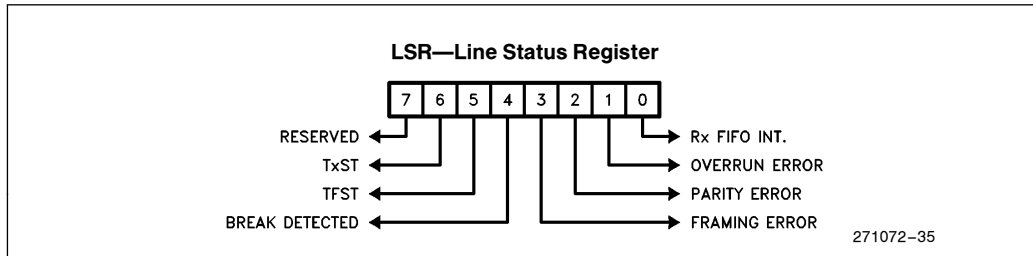 LSR—Line Status Register
7 6 5 4 3 2 1 0
RESERVED Rx FIFO INT.
TxST OVERRUN ERROR
TFST PARITY ERROR
BREAK DETECTED FRAMING ERROR
271072–35